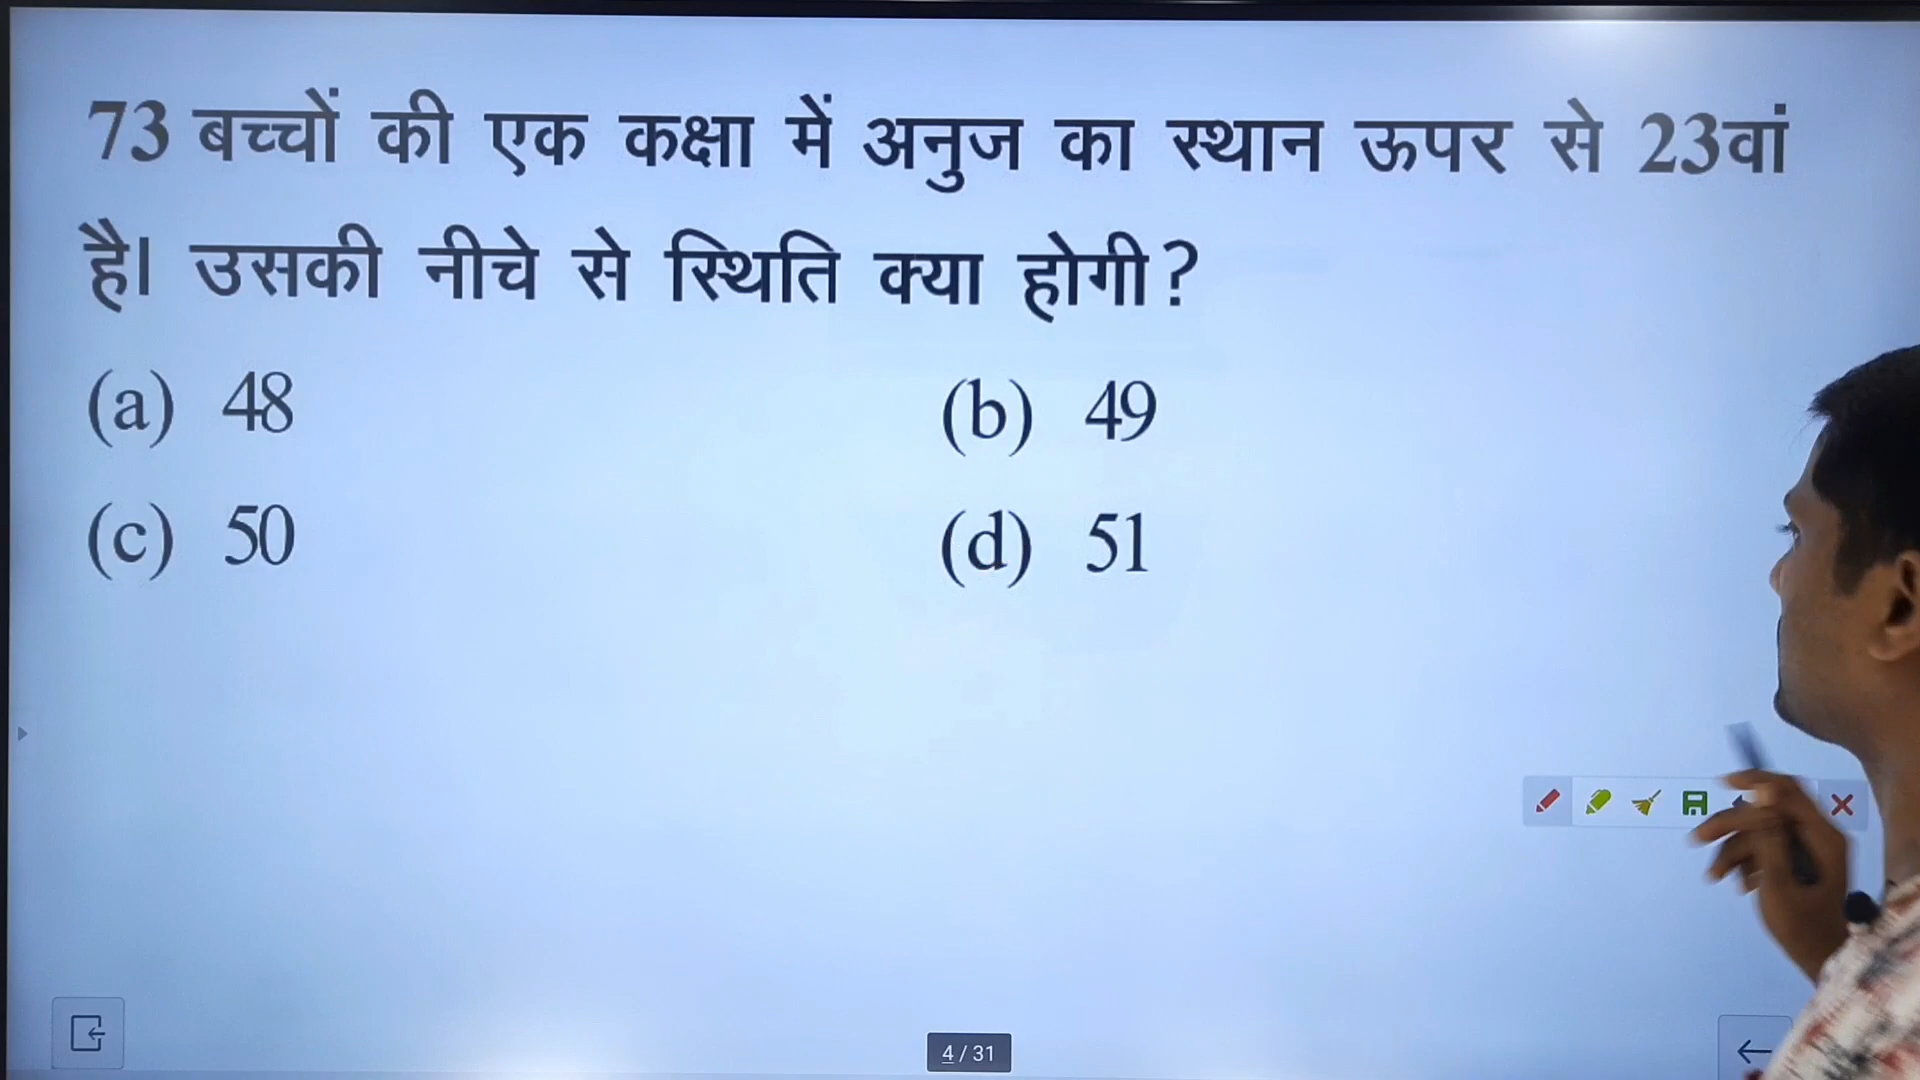 73 बच्चों की एक कक्षा में अनुज का स्थान ऊपर से 23वां
है। उसकी नीचे से स्थिति क्या होगी?
(a) 48 (b) 49
(c) 50 (d) 51
4 / 31